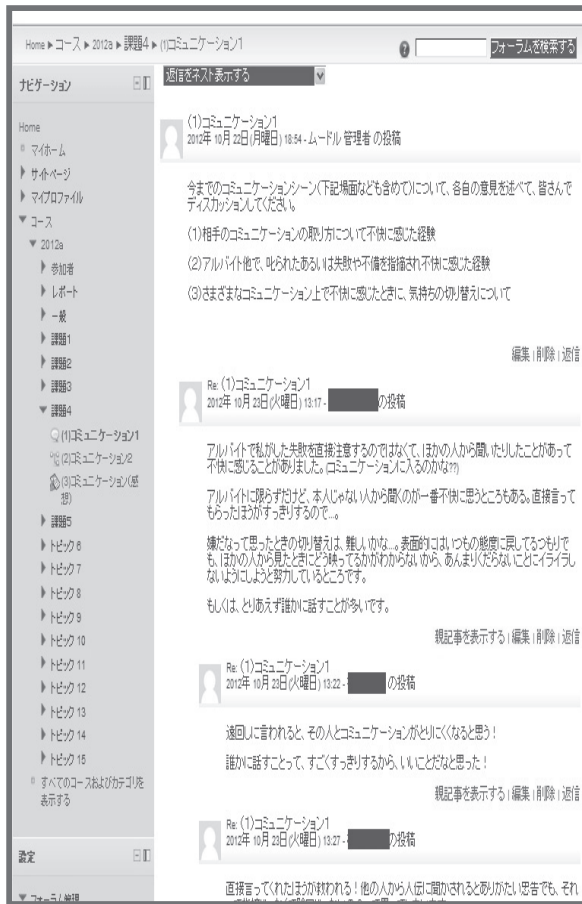 Home ▶ コース ▶ 2012a ▶ 課題4 ▶ (1)コミュニケーション1
フォーラムを検索する
ナビゲーション
Home
マイホーム
サイトページ
マイプロファイル
コース
2012a
参加者
レポート
一般
課題1
課題2
課題3
課題4
(1)コミュニケーション1
(2)コミュニケーション2
(3)コミュニケーション(感
想)
課題5
トピック 6
トピック 7
トピック 8
トピック 9
トピック 10
トピック 11
トピック 12
トピック 13
トピック 14
トピック 15
すべてのコースおよびカテゴリを
表示する
設定
フォーラム管理
返信をネスト表示する
(1)コミュニケーション1
2012年 10月 22日(月曜日) 18:54 - ムードル 管理者 の投稿
今までのコミュニケーションシーン(下記場面なども含めて)について、各自の意見を述べて、皆さんで
ディスカッションしてください。
(1)相手のコミュニケーションの取り方について不快に感じた経験
(2)アルバイト他で、叱られたあるいは失敗や不備を指摘され不快に感じた経験
(3)さまざまなコミュニケーション上で不快に感じたときに、気持ちの切り替えについて
編集 | 削除 | 返信
Re: (1)コミュニケーション1
2012年 10月 23日(火曜日) 13:17 - の投稿
アルバイトで私がした失敗を直接注意するのではなくて、ほかの人から聞いたりしたことがあって
不快に感じることがありました。(コミュニケーションに入るのかな??)
アルバイトに限らずだけど、本人じゃない人から聞くのが一番不快に思うところもある。直接言って
もらったほうがすっきりするので…。
嫌だなって思ったときの切り替えは、難しいかな…。表面的にはいつもの態度に戻してるつもりで
も、ほかの人から見たときにどう映ってるかがわからないから、あんまりくだらないことにイライラし
ないようにしようと努力しているところです。
もしくは、とりあえず誰かに話すことが多いです。
親記事を表示する | 編集 | 削除 | 返信
Re: (1)コミュニケーション1
2012年 10月 23日(火曜日) 13:22 - の投稿
遠回しに言われると、その人とコミュニケーションがとりにくくなると思う!
誰かに話すことって、すごくすっきりするから、いいことだなと思った!
親記事を表示する | 編集 | 削除 | 返信
Re: (1)コミュニケーション1
2012年 10月 23日(火曜日) 13:27 - の投稿
直接言ってくれたほうが救われる!他の人から人伝に聞かされるとありがたい忠告でも、それ